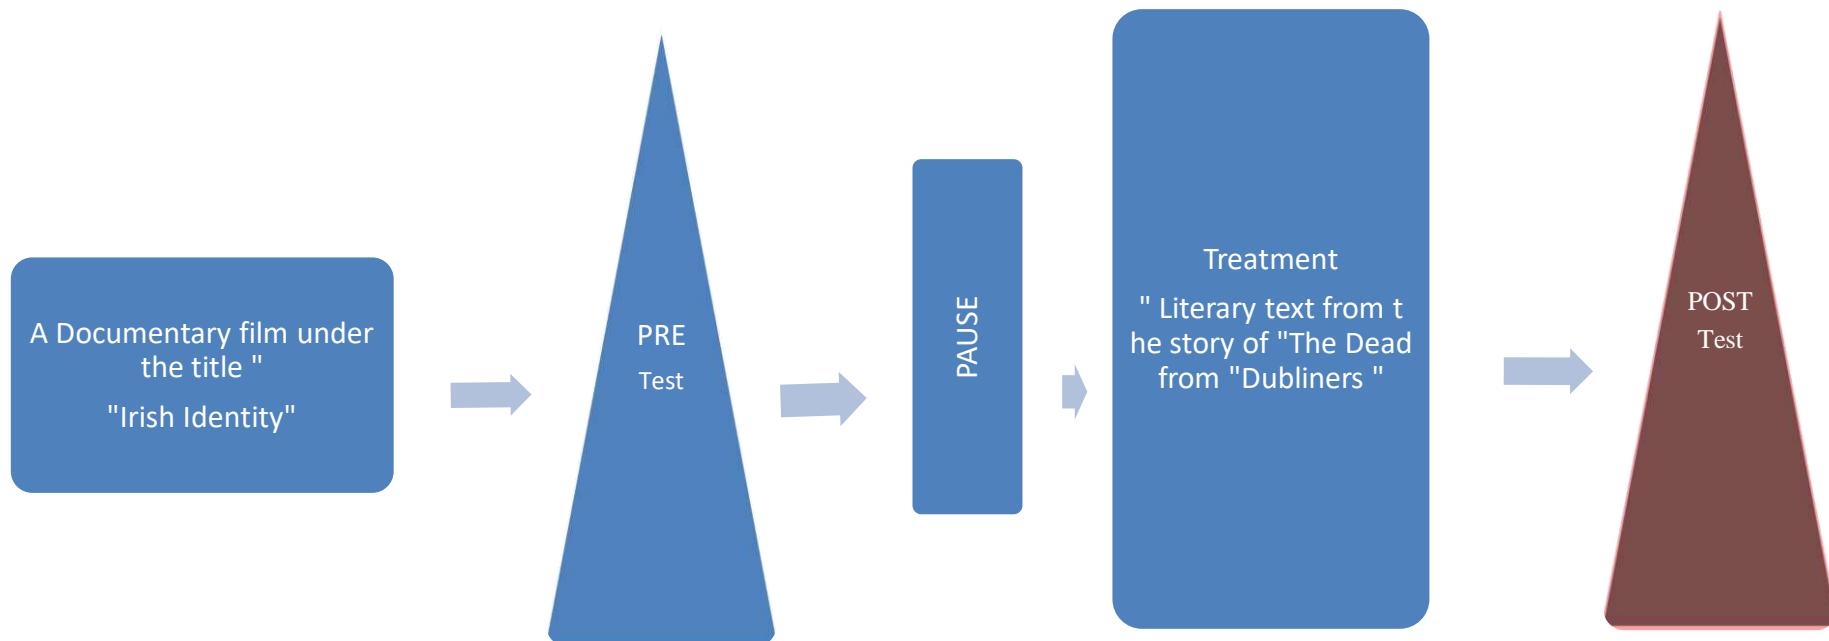 A Documentary film under
the title "
"Irish Identity"
PRE
Test
PAUSE
Treatment
" Literary text from t
he story of "The Dead
from "Dubliners "
POST
Test